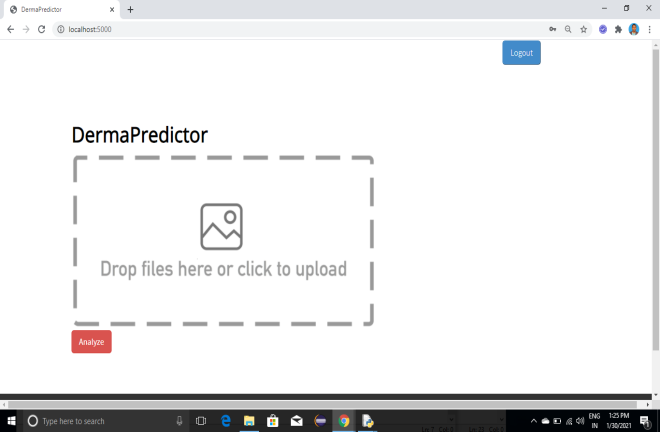 DermaPredictor
localhost:5000
Logout
DermaPredictor
Drop files here or click to upload
Analyze
Type here to search
ENG
1:25 PM
IN
1/30/2021